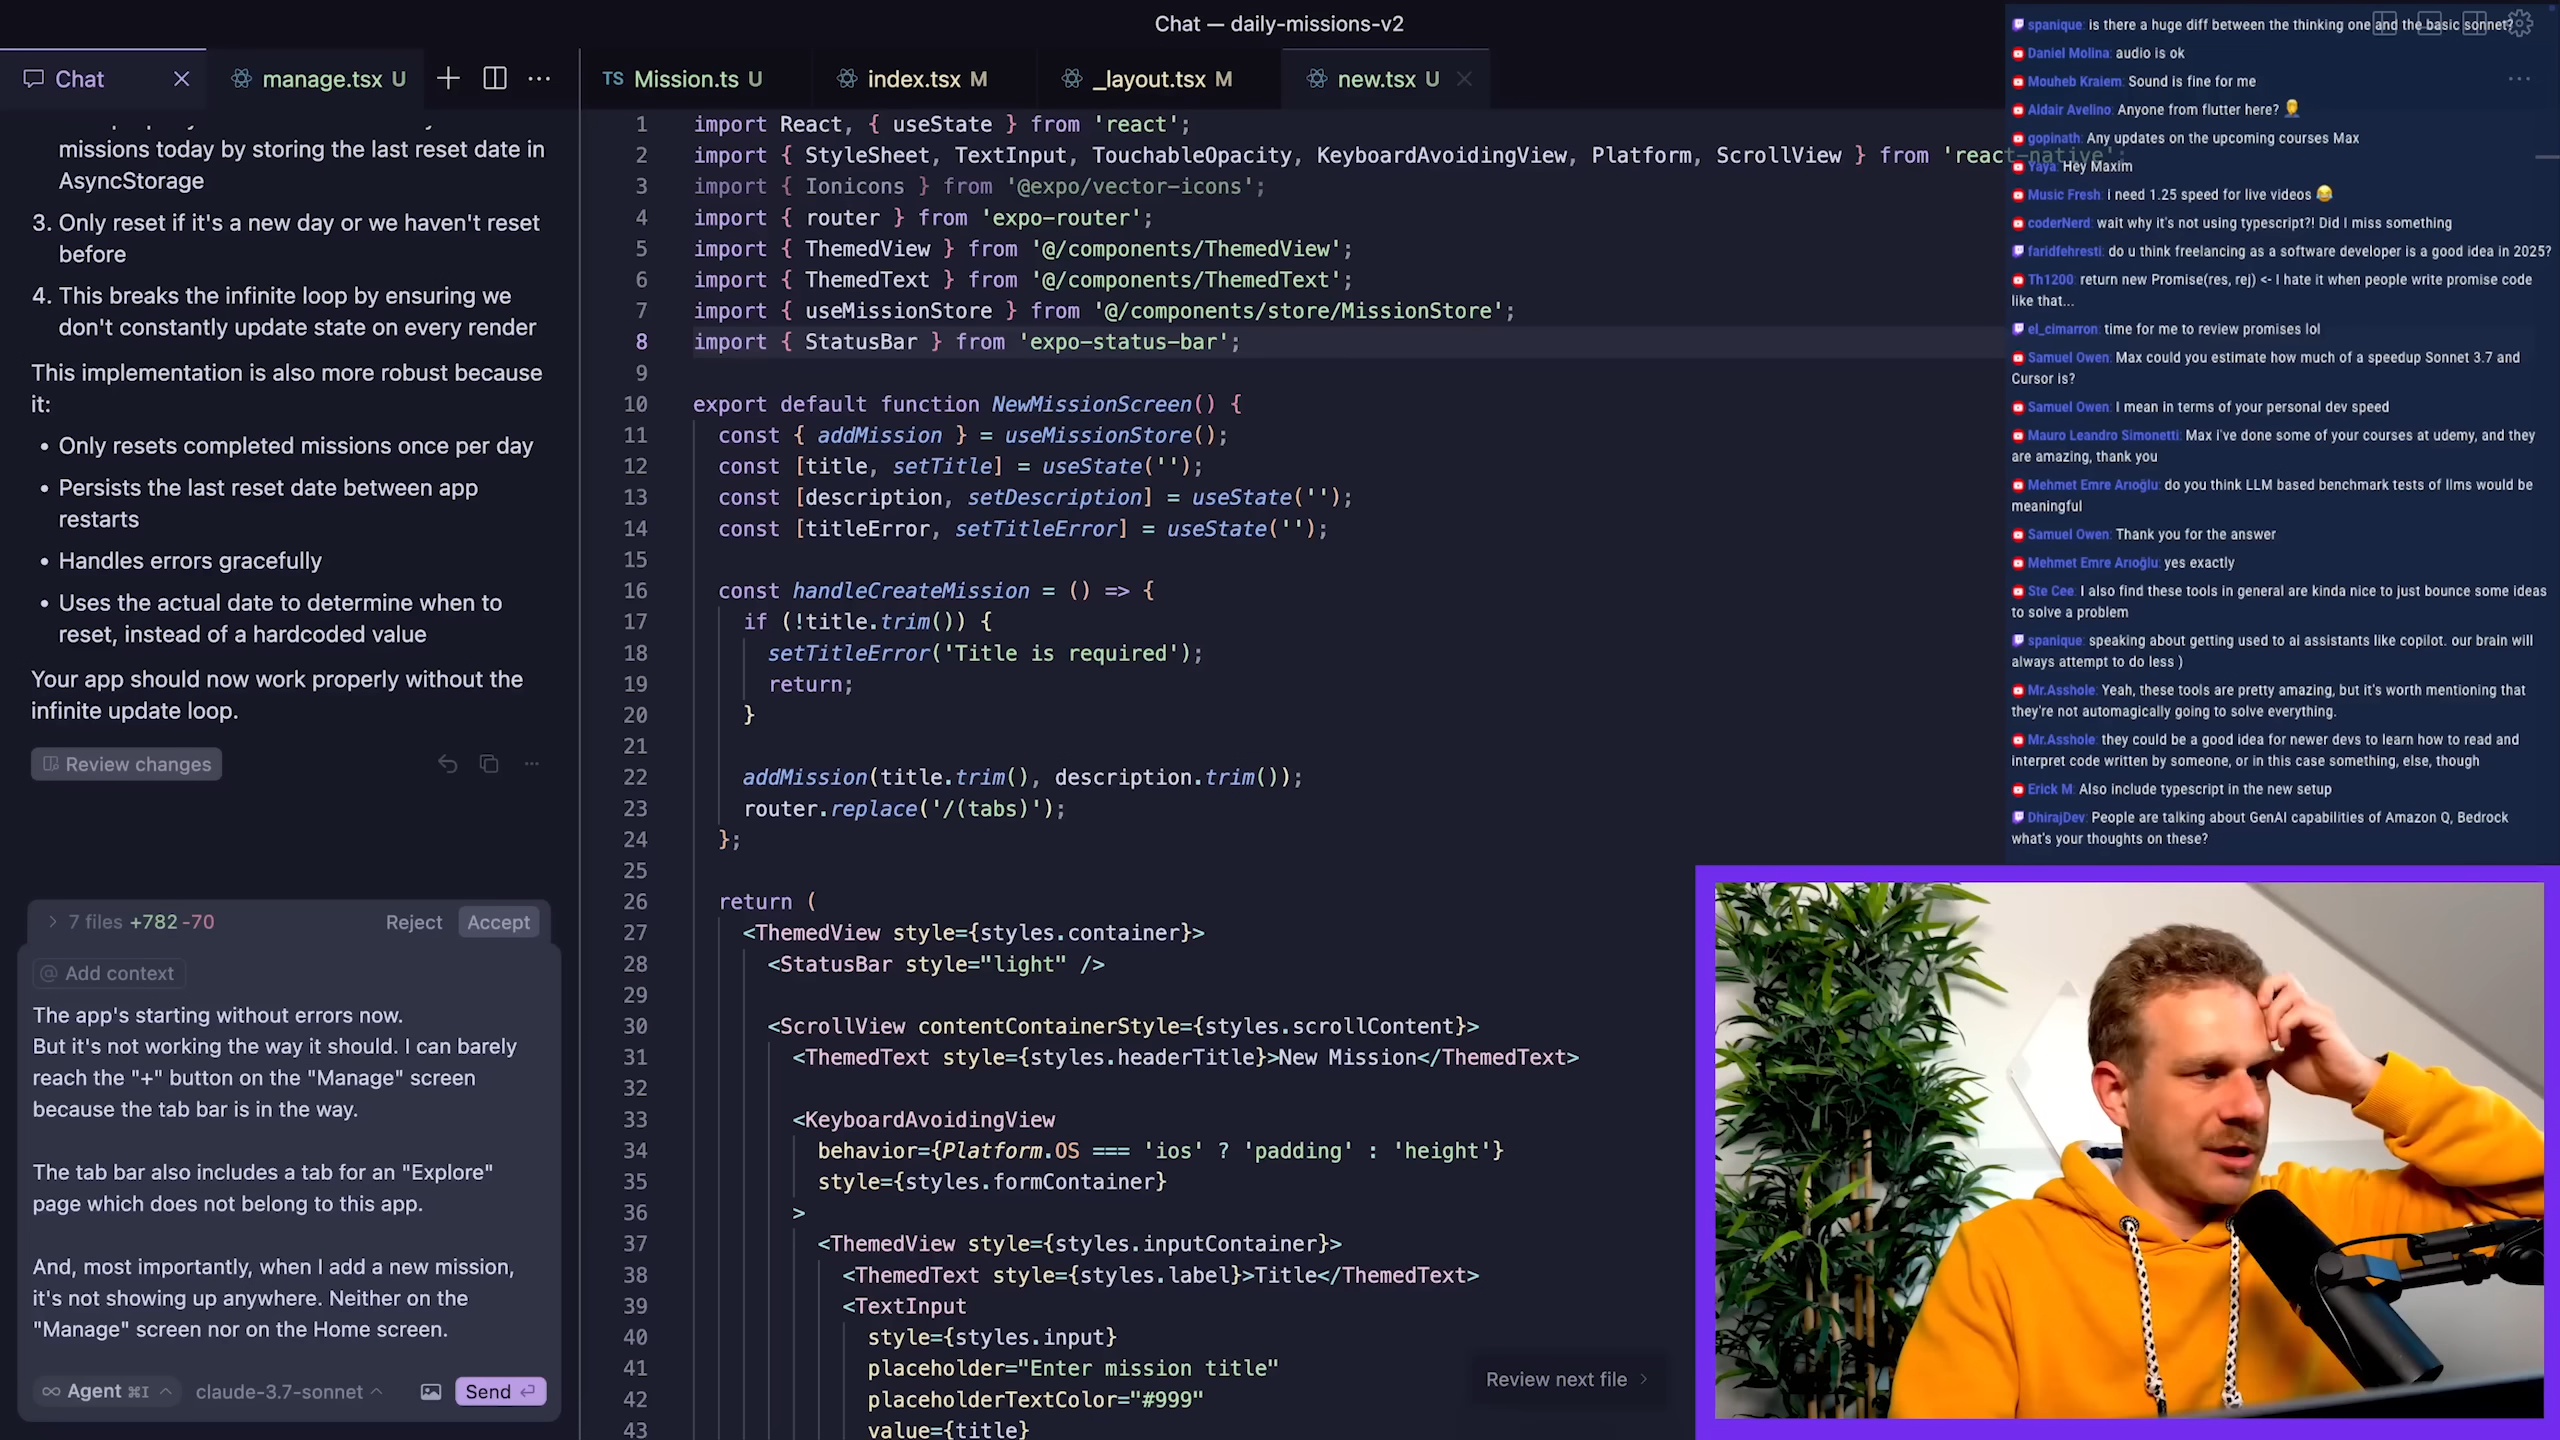 Chat — daily-missions-v2
Chat
manage.tsx U
TS Mission.ts U
index.tsx M
_layout.tsx M
new.tsx U
missions today by storing the last reset date in
AsyncStorage
3. Only reset if it's a new day or we haven't reset
before
4. This breaks the infinite loop by ensuring we
don't constantly update state on every render
This implementation is also more robust because
it:
• Only resets completed missions once per day
• Persists the last reset date between app
restarts
• Handles errors gracefully
• Uses the actual date to determine when to
reset, instead of a hardcoded value
Your app should now work properly without the
infinite update loop.
Review changes
7 files +782 -70
Reject
Accept
@ Add context
The app's starting without errors now.
But it's not working the way it should. I can barely
reach the "+" button on the "Manage" screen
because the tab bar is in the way.
The tab bar also includes a tab for an "Explore"
page which does not belong to this app.
And, most importantly, when I add a new mission,
it's not showing up anywhere. Neither on the
"Manage" screen nor on the Home screen.
∞ Agent ⌘I
claude-3.7-sonnet
Send
1 import React, { useState } from 'react';
2 import { StyleSheet, TextInput, TouchableOpacity, KeyboardAvoidingView, Platform, ScrollView } from 'react-native';
3 import { Ionicons } from '@expo/vector-icons';
4 import { router } from 'expo-router';
5 import { ThemedView } from '@/components/ThemedView';
6 import { ThemedText } from '@/components/ThemedText';
7 import { useMissionStore } from '@/components/store/MissionStore';
8 import { StatusBar } from 'expo-status-bar';
9
10 export default function NewMissionScreen() {
11 const { addMission } = useMissionStore();
12 const [title, setTitle] = useState('');
13 const [description, setDescription] = useState('');
14 const [titleError, setTitleError] = useState('');
15
16 const handleCreateMission = () => {
17 if (!title.trim()) {
18 setTitleError('Title is required');
19 return;
20 }
21
22 addMission(title.trim(), description.trim());
23 router.replace('/(tabs)');
24 };
25
26 return (
27 <ThemedView style={styles.container}>
28 <StatusBar style="light" />
29
30 <ScrollView contentContainerStyle={styles.scrollContent}>
31 <ThemedText style={styles.headerTitle}>New Mission</ThemedText>
32
33 <KeyboardAvoidingView
34 behavior={Platform.OS === 'ios' ? 'padding' : 'height'}
35 style={styles.formContainer}
36 >
37 <ThemedView style={styles.inputContainer}>
38 <ThemedText style={styles.label}>Title</ThemedText>
39 <TextInput
40 style={styles.input}
41 placeholder="Enter mission title"
42 placeholderTextColor="#999"
43 value={title}
Review next file
spanique: is there a huge diff between the thinking one and the basic sonnet?
Daniel Molina: audio is ok
Mouheb Kraiem: Sound is fine for me
Aldair Avelino: Anyone from flutter here? 🤦‍♂️
gopinath: Any updates on the upcoming courses Max
Yaya: Hey Maxim
Music Fresh: i need 1.25 speed for live videos 😂
coderNerd: wait why it's not using typescript?! Did I miss something
faridfehresti: do u think freelancing as a software developer is a good idea in 2025?
Th1200: return new Promise(res, rej) <- I hate it when people write promise code
like that...
el_cimarron: time for me to review promises lol
Samuel Owen: Max could you estimate how much of a speedup Sonnet 3.7 and
Cursor is?
Samuel Owen: I mean in terms of your personal dev speed
Mauro Leandro Simonetti: Max i've done some of your courses at udemy, and they
are amazing, thank you
Mehmet Emre Arıoğlu: do you think LLM based benchmark tests of llms would be
meaningful
Samuel Owen: Thank you for the answer
Mehmet Emre Arıoğlu: yes exactly
Ste Cee: I also find these tools in general are kinda nice to just bounce some ideas
to solve a problem
spanique: speaking about getting used to ai assistants like copilot. our brain will
always attempt to do less )
Mr.Asshole: Yeah, these tools are pretty amazing, but it's worth mentioning that
they're not automagically going to solve everything.
Mr.Asshole: they could be a good idea for newer devs to learn how to read and
interpret code written by someone, or in this case something, else, though
Erick M: Also include typescript in the new setup
DhirajDev: People are talking about GenAI capabilities of Amazon Q, Bedrock
what's your thoughts on these?